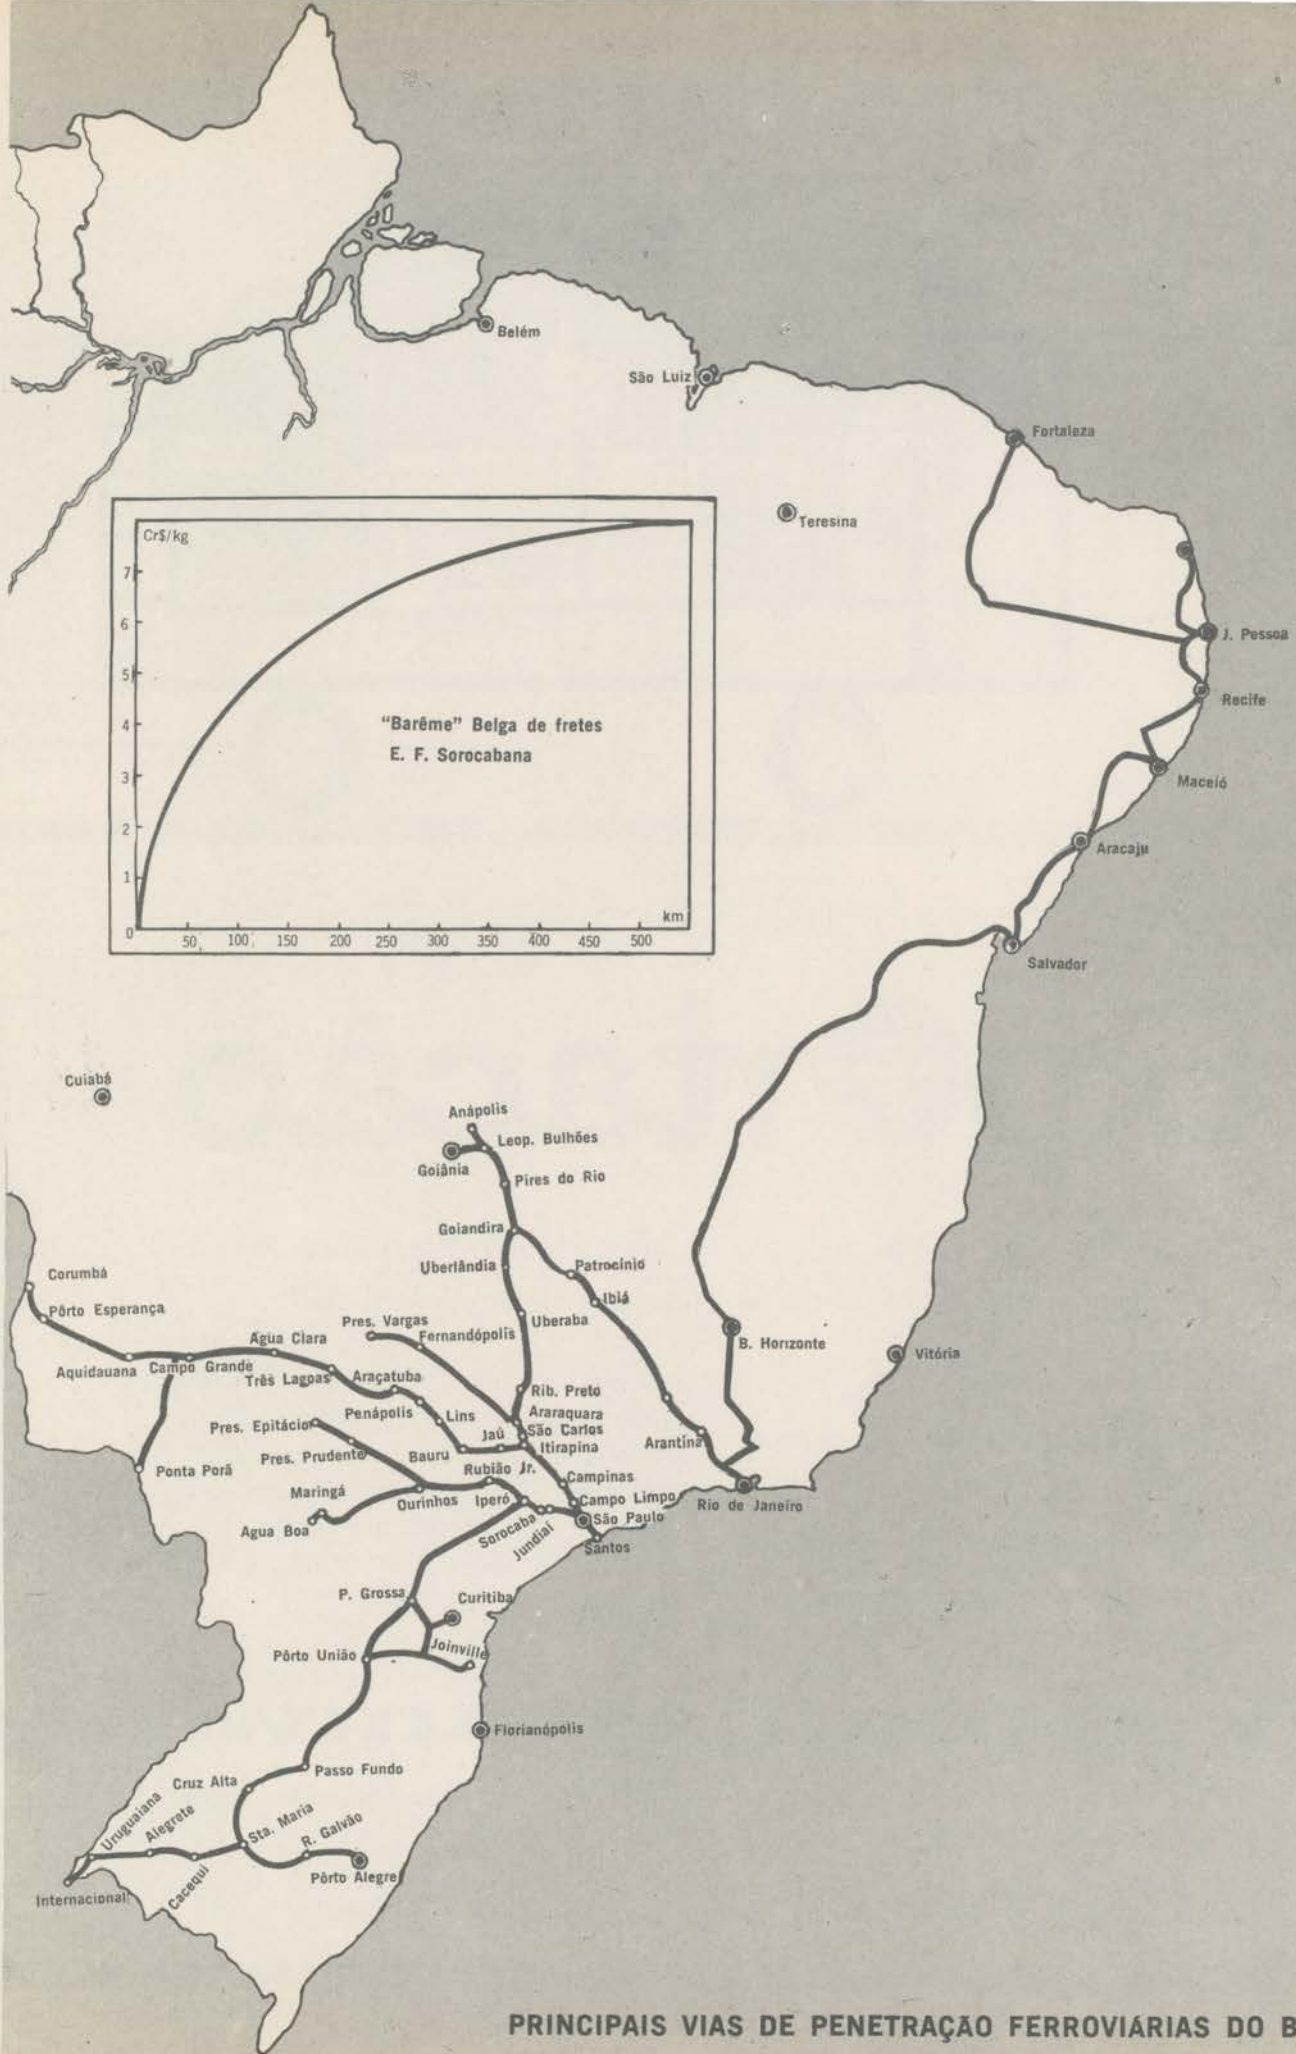 Belém
São Luiz
Fortaleza
Teresina
J. Pessoa
Recife
Maceió
Aracaju
Salvador
Cr$/kg
7
6
5
4
3
2
1
0
"Barême" Belga de fretes
E. F. Sorocabana
km
50 100 150 200 250 300 350 400 450 500
Cuiabá
Anápolis
Leop. Bulhões
Goiânia
Pires do Rio
Goiandira
Uberlândia
Patrocínio
Ibiá
Uberaba
Corumbá
Pôrto Esperança
Aquidauana
Campo Grande
Agua Clara
Três Lagoas
Araçatuba
Pres. Vargas
Fernandópolis
B. Horizonte
Vitória
Penápolis
Lins
Rib. Preto
Araraquara
São Carlos
Itirapina
Jaú
Bauru
Pres. Epitácio
Pres. Prudente
Ponta Porã
Arantina
Rio de Janeiro
Rubião Jr.
Campinas
Campo Limpo
São Paulo
Santos
Maringá
Agua Boa
Ourinhos
Iperó
Sorocaba
Jundiaí
P. Grossa
Curitiba
Pôrto União
Joinville
Florianópolis
Passo Fundo
Cruz Alta
Uruguaiana
Alegrete
Sta. Maria
R. Galvão
Pôrto Alegre
Cacequi
Internacional
PRINCIPAIS VIAS DE PENETRAÇÃO FERROVIÁRIAS DO B